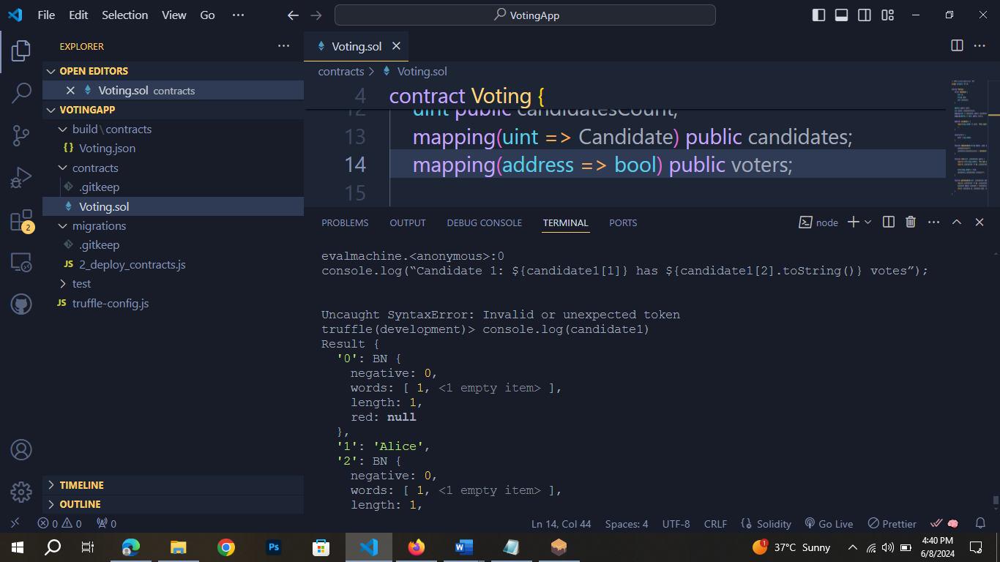 File Edit Selection View Go ··· VotingApp
EXPLORER
OPEN EDITORS
Voting.sol contracts
VOTINGAPP
build\contracts
{} Voting.json
contracts
.gitkeep
Voting.sol
migrations
.gitkeep
JS 2_deploy_contracts.js
test
JS truffle-config.js
TIMELINE
OUTLINE
2
Voting.sol
contracts > Voting.sol
4 contract Voting {
12 uint public candidatesCount;
13 mapping(uint => Candidate) public candidates;
14 mapping(address => bool) public voters;
15
PROBLEMS OUTPUT DEBUG CONSOLE TERMINAL PORTS node
evalmachine.<anonymous>:0
console.log(“Candidate 1: ${candidate1[1]} has ${candidate1[2].toString()} votes”);
Uncaught SyntaxError: Invalid or unexpected token
truffle(development)> console.log(candidate1)
Result {
'0': BN {
negative: 0,
words: [ 1, <1 empty item> ],
length: 1,
red: null
},
'1': 'Alice',
'2': BN {
negative: 0,
words: [ 1, <1 empty item> ],
length: 1,
0 0 0 Ln 14, Col 44 Spaces: 4 UTF-8 CRLF Solidity Go Live Prettier
Ps W 1 37°C Sunny 4:40 PM
6/8/2024